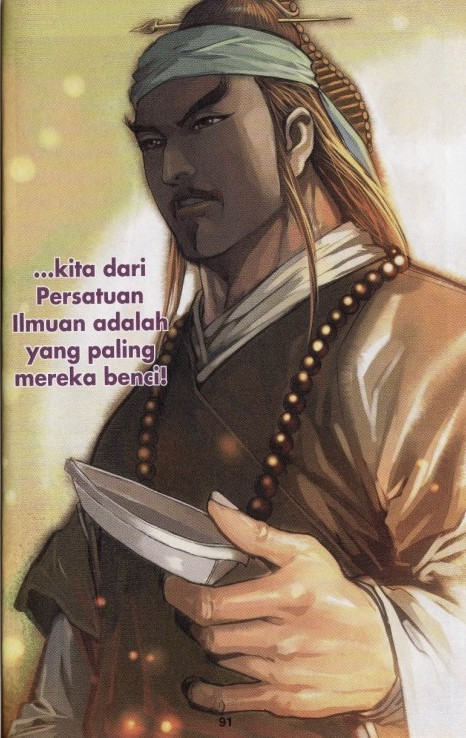 ...kita dari
Persatuan
Ilmuan adalah
yang paling
mereka benci!
91